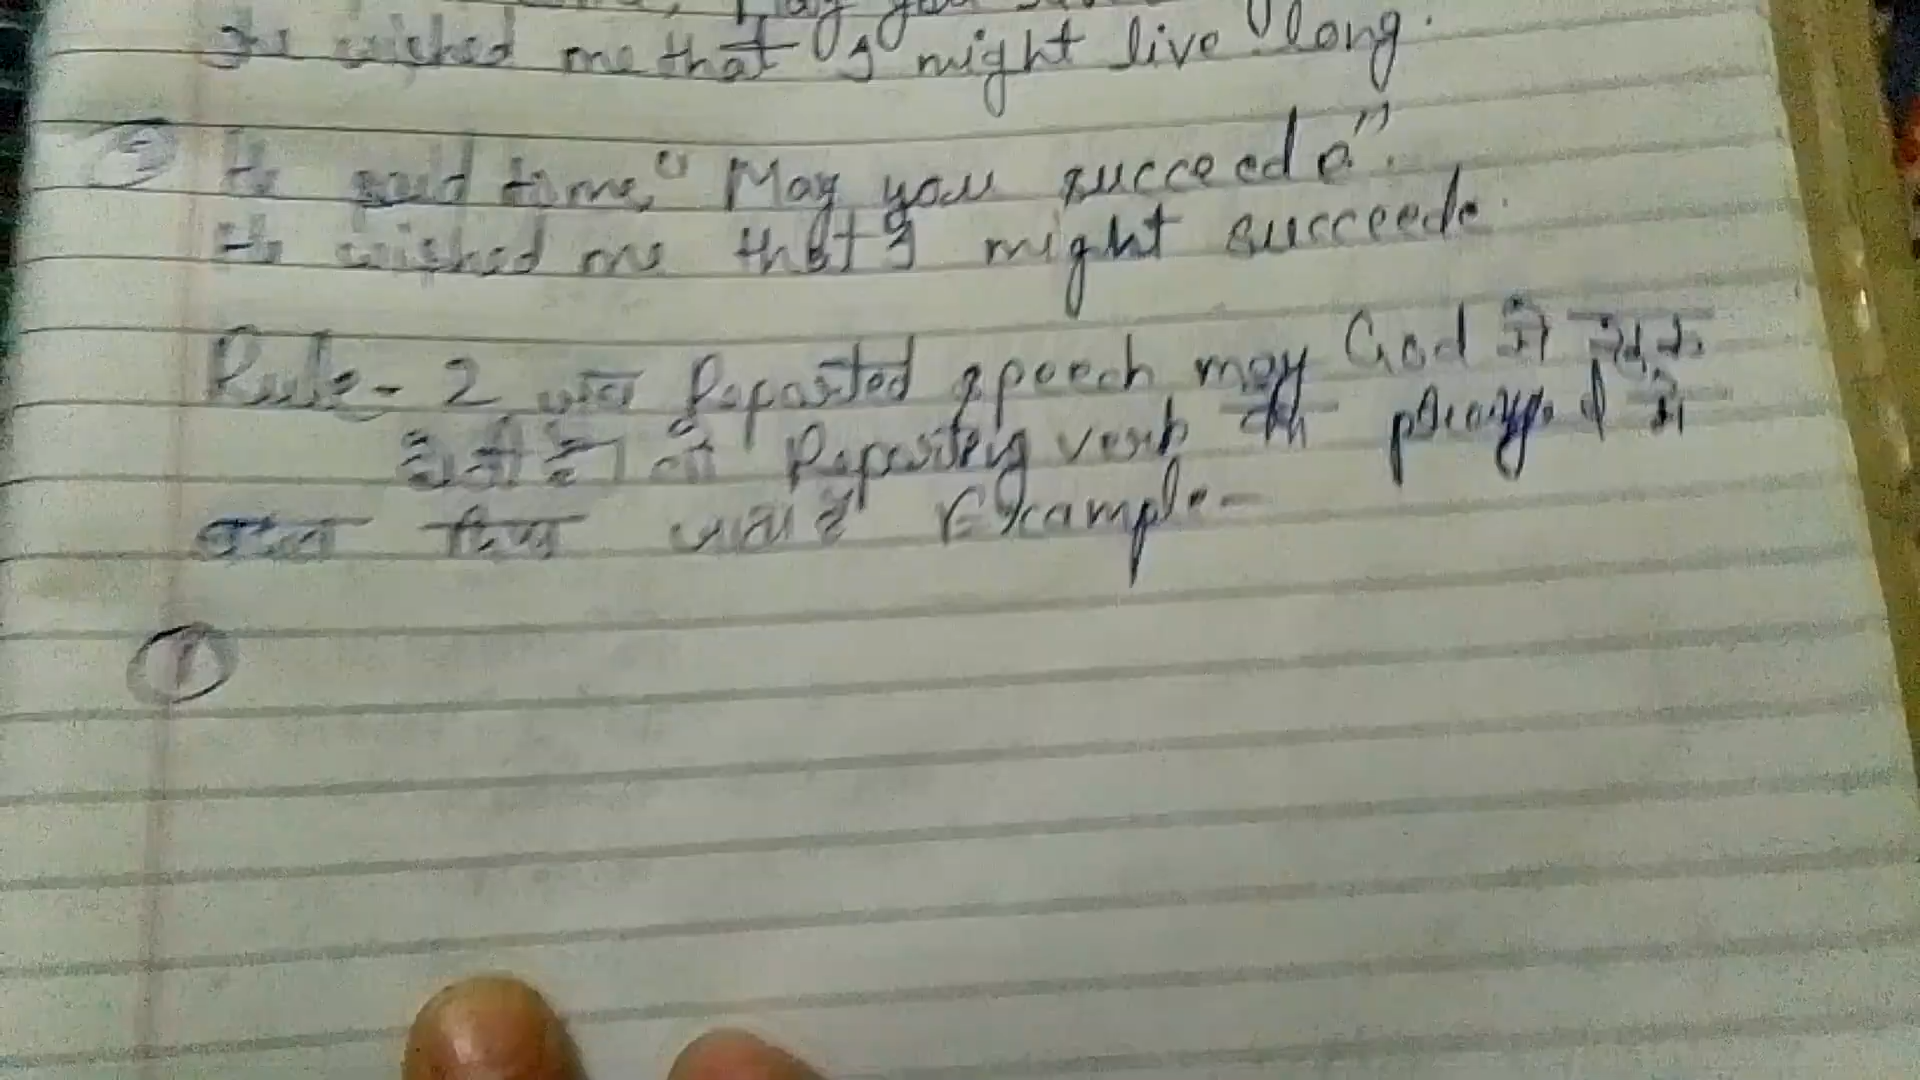 He wished me that I might live long.
He said to me, "May you succeede".
He wished me that I might succeede.
Rule-2 जब Reported speech may God से शुरू
होती है तो Reporting verb को prayed में
बदल दिया जाता है Example-
1